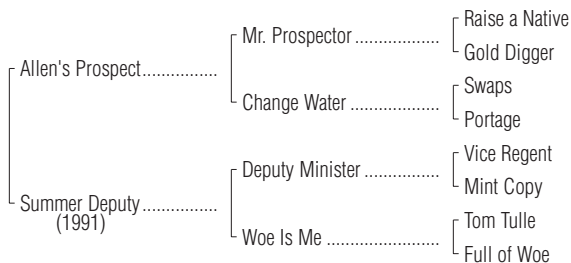 Raise a Native
Mr. Prospector ..................
Gold Digger
Allen's Prospect................
Swaps
Change Water ...................
Portage
Vice Regent
Deputy Minister ................
Mint Copy
Summer Deputy ................
(1991)
Tom Tulle
Woe Is Me ........................
Full of Woe